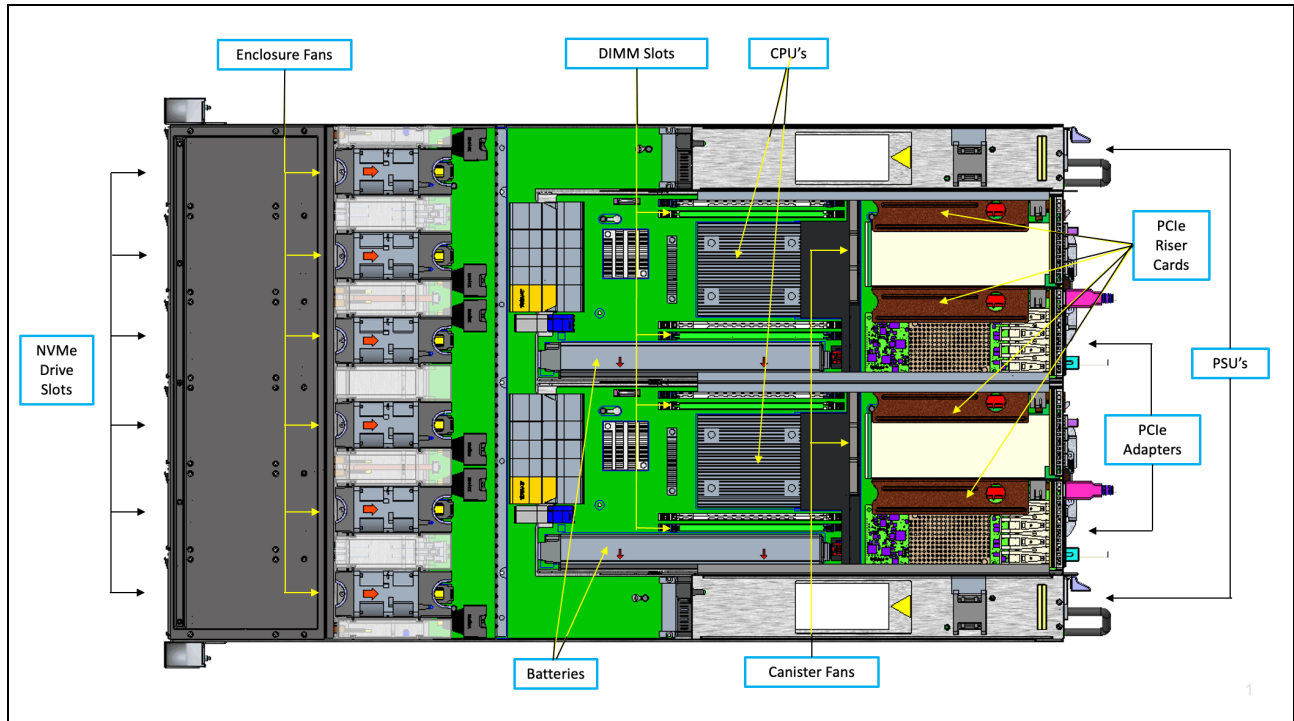 Enclosure Fans
DIMM Slots
CPU's
NVMe
Drive
Slots
PCIe
Riser
Cards
PSU's
PCIe
Adapters
Batteries
Canister Fans
1